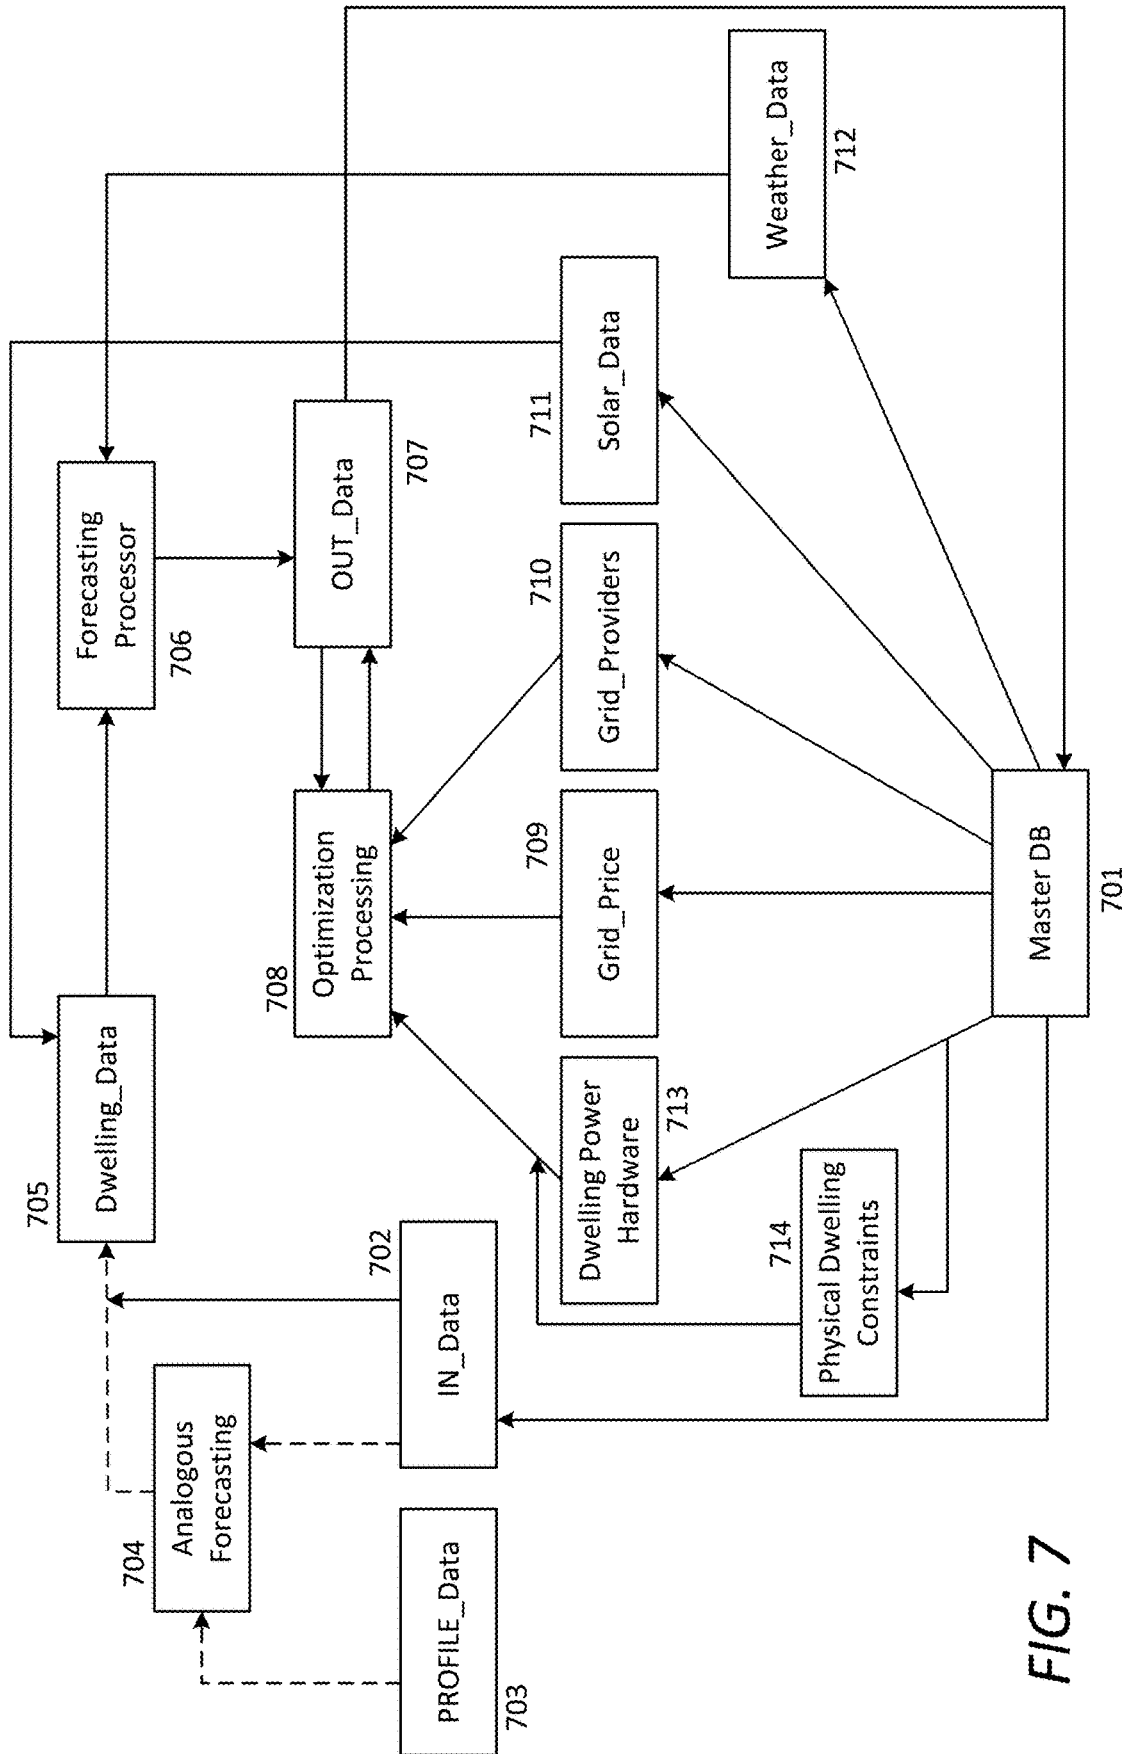 705
Dwelling_Data
Forecasting
Processor
706
704
Analogous
Forecasting
708
Optimization
Processing
OUT_Data
707
PROFILE_Data
703
IN_Data
702
Dwelling Power
Hardware
713
709
Grid_Price
710
Grid_Providers
711
Solar_Data
714
Physical Dwelling
Constraints
Weather_Data
712
Master DB
701
FIG. 7